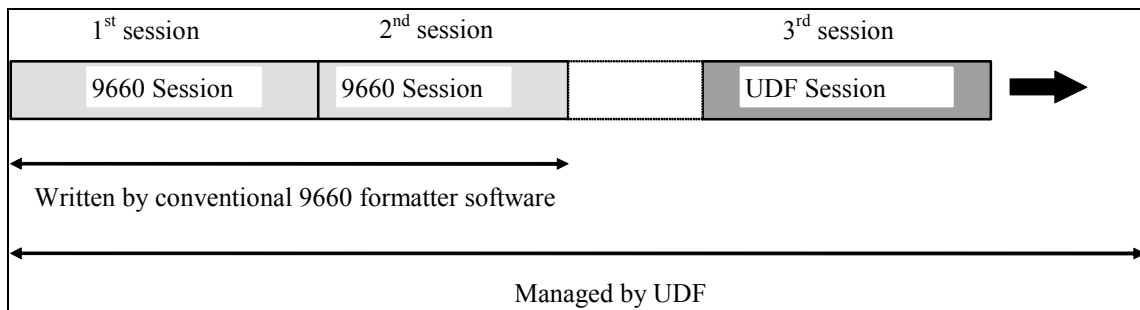 1st session 2nd session 3rd session
9660 Session 9660 Session UDF Session
Written by conventional 9660 formatter software
Managed by UDF